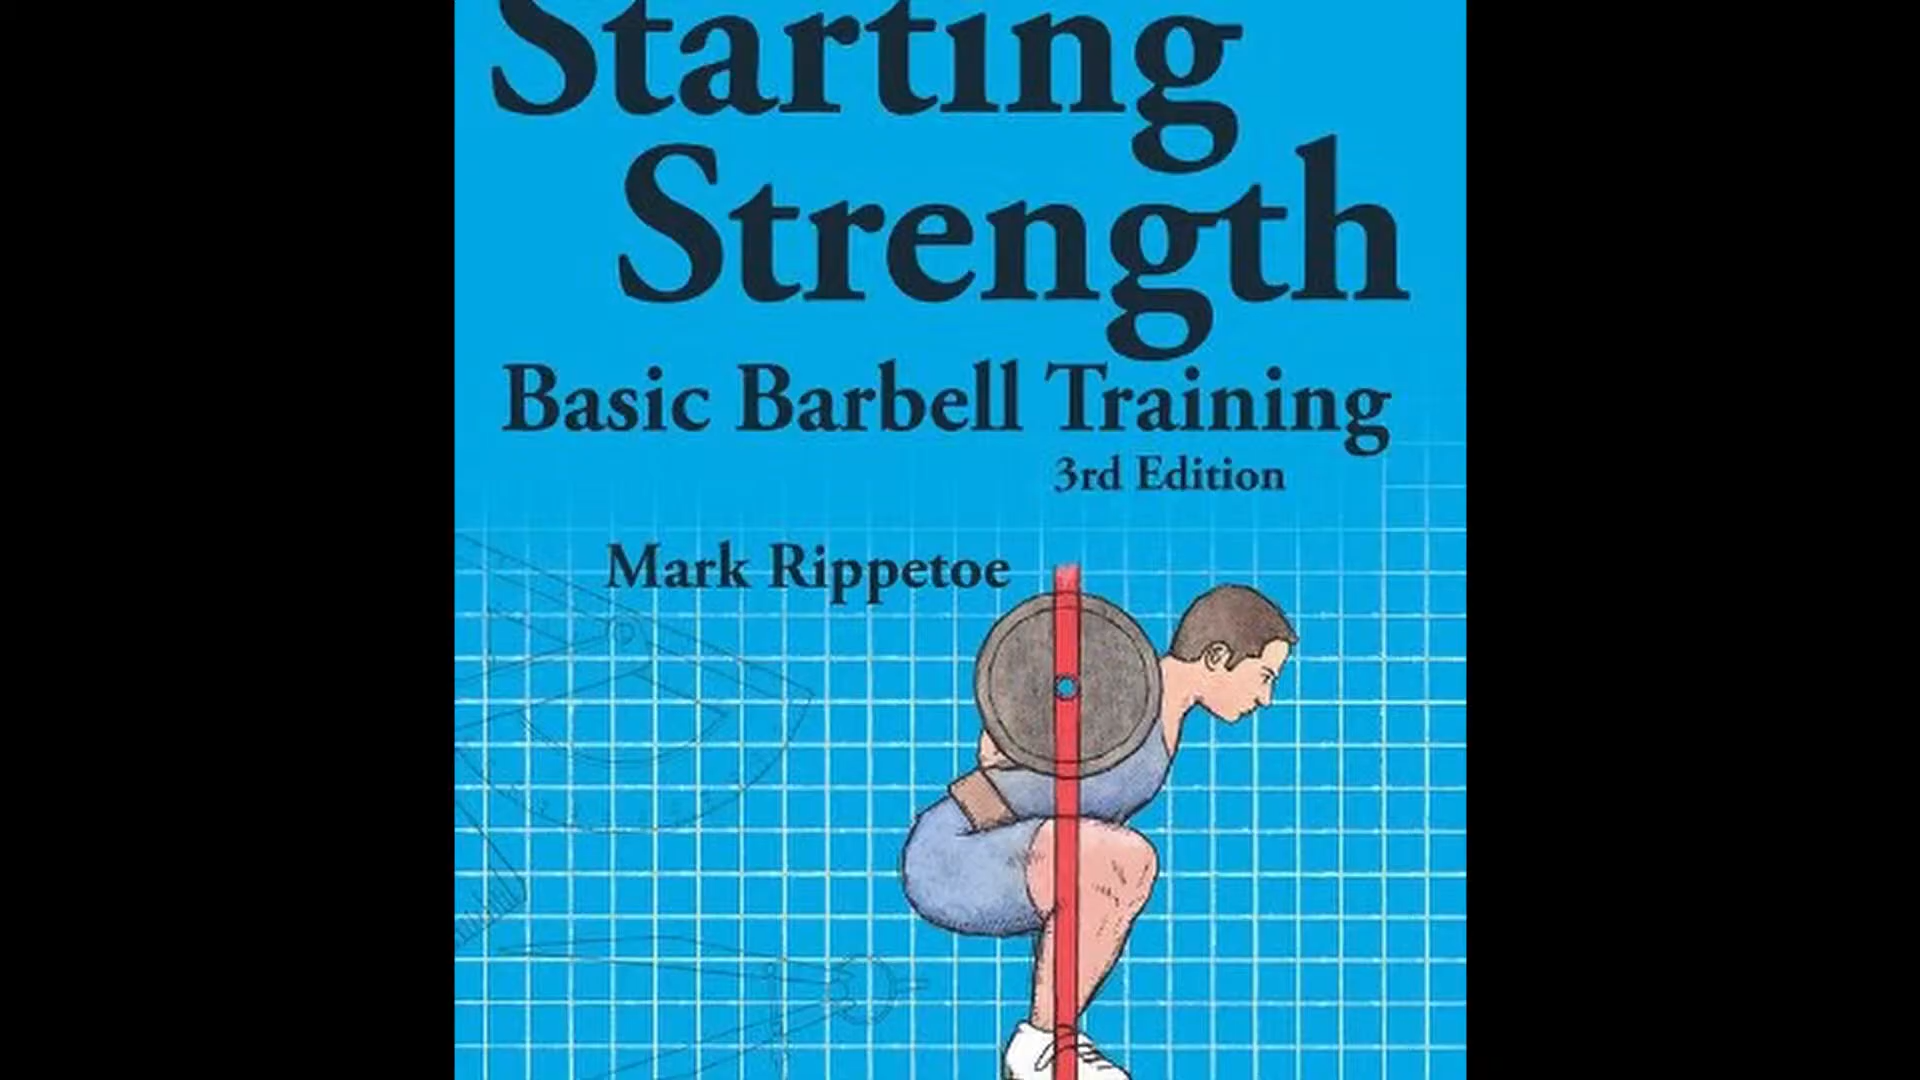 Starting
Strength
Basic Barbell Training
3rd Edition
Mark Rippetoe